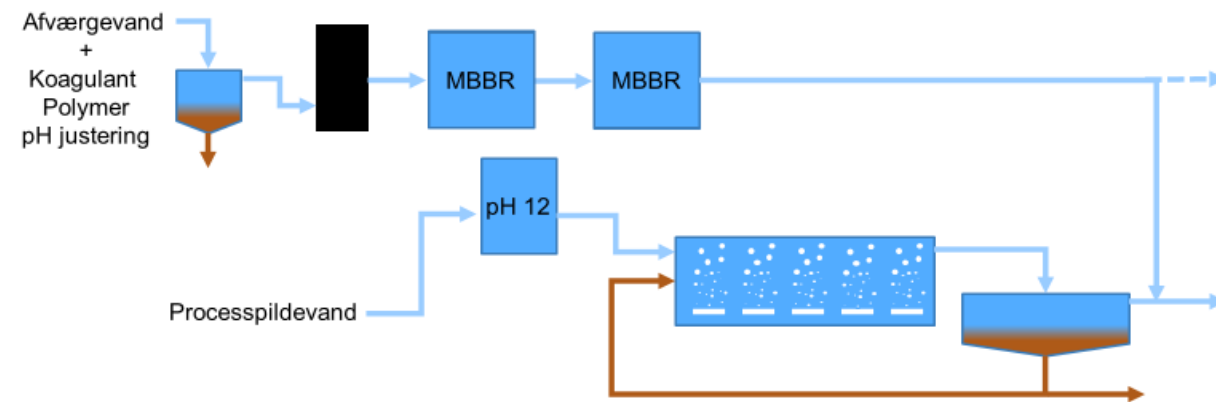 Afværgevand
+
Koagulant
Polymer
pH justering
MBBR
MBBR
pH 12
Processpildevand